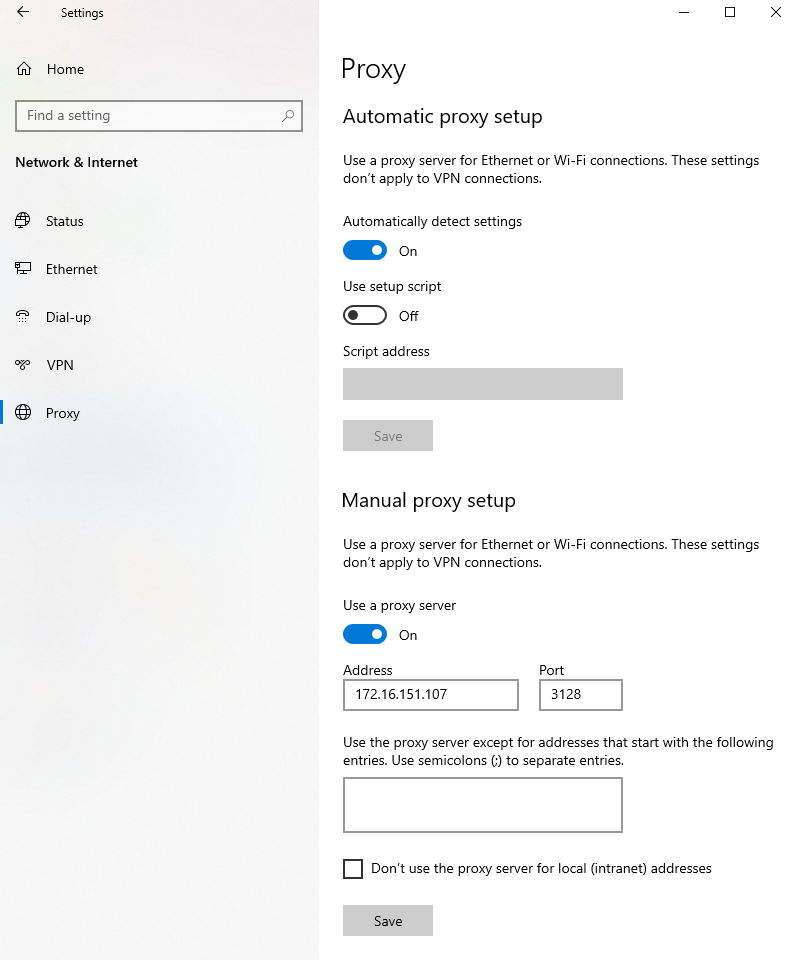 Settings
Home
Find a setting
Network & Internet
Status
Ethernet
Dial-up
VPN
Proxy
Proxy
Automatic proxy setup
Use a proxy server for Ethernet or Wi-Fi connections. These settings
don't apply to VPN connections.
Automatically detect settings
On
Use setup script
Off
Script address
Save
Manual proxy setup
Use a proxy server for Ethernet or Wi-Fi connections. These settings
don't apply to VPN connections.
Use a proxy server
On
Address Port
172.16.151.107 3128
Use the proxy server except for addresses that start with the following
entries. Use semicolons (;) to separate entries.
Don't use the proxy server for local (intranet) addresses
Save